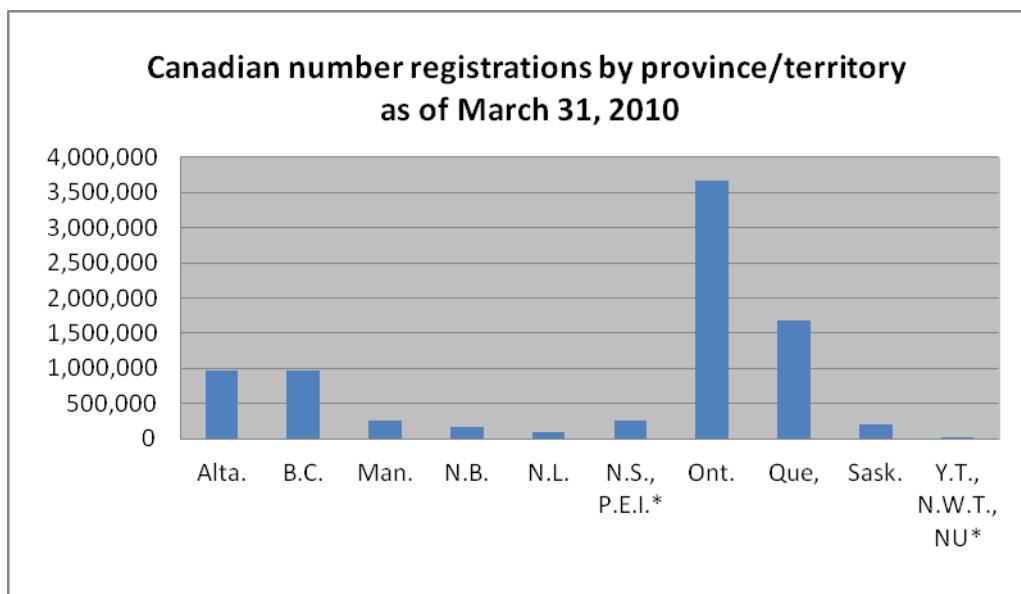 Canadian number registrations by province/territory
as of March 31, 2010
4,000,000
3,500,000
3,000,000
2,500,000
2,000,000
1,500,000
1,000,000
500,000
0
Alta. B.C. Man. N.B. N.L. N.S., Ont. Que, Sask. Y.T.,
P.E.I.* N.W.T.,
NU*